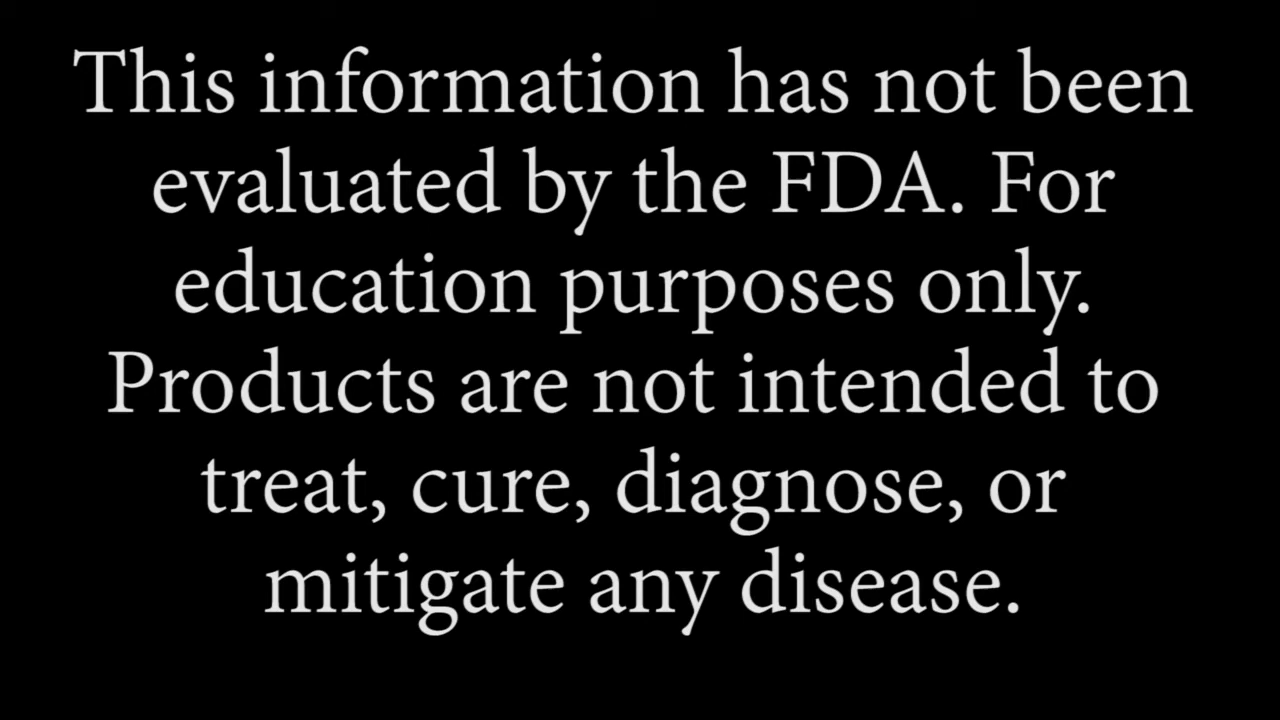 This information has not been
evaluated by the FDA. For
education purposes only.
Products are not intended to
treat, cure, diagnose, or
mitigate any disease.